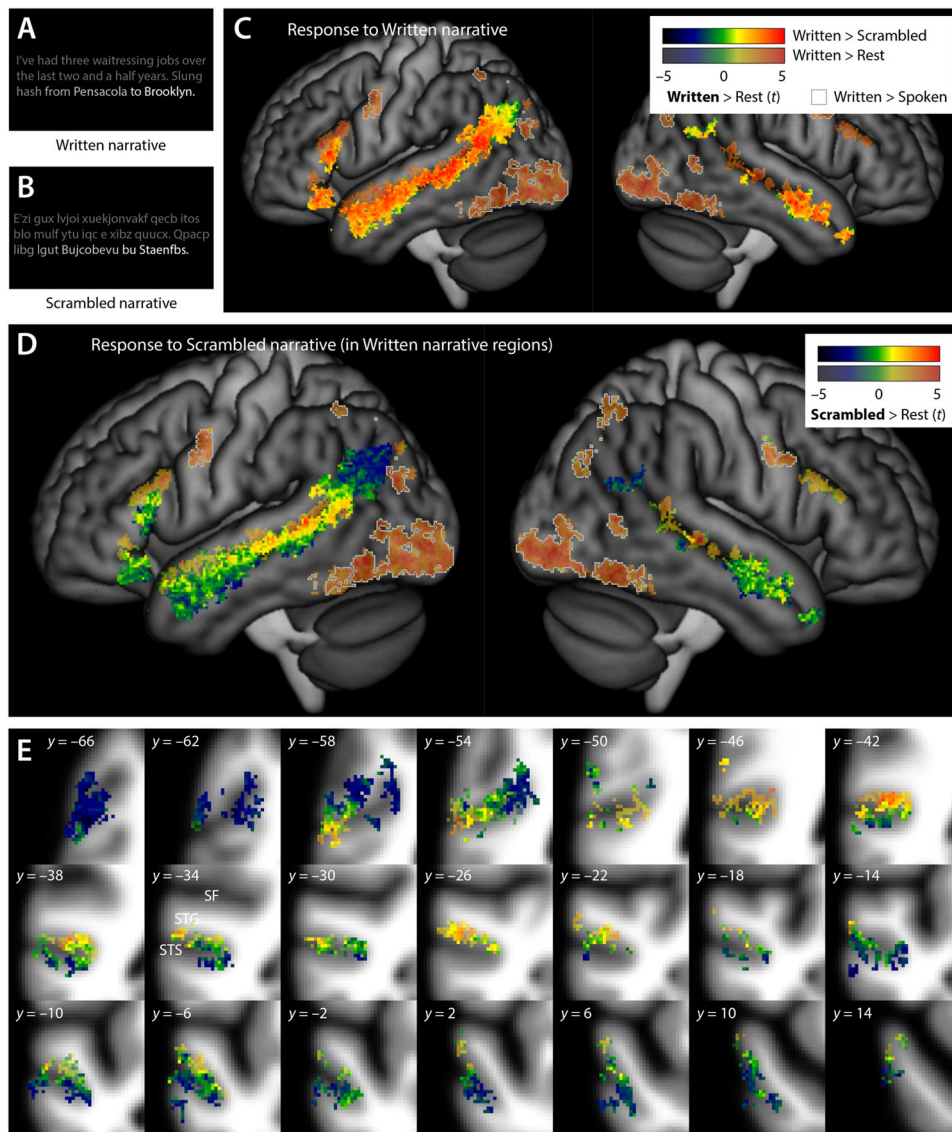 A
I've had three waitressing jobs over
the last two and a half years. Slung
hash from Pensacola to Brooklyn.
Written narrative
B
E'zi gux lvjoi xuekjonvakf qecb itos
blo mulf ytu iqc e xibz quucx. Qpacp
libg lgut Bujcobevu bu Staenfbs.
Scrambled narrative
C
Response to Written narrative
Written > Scrambled
Written > Rest
−5 0 5
Written > Rest (t)
Written > Spoken
D
Response to Scrambled narrative (in Written narrative regions)
−5 0 5
Scrambled > Rest (t)
E
y = −66
y = −62
y = −58
y = −54
y = −50
y = −46
y = −42
y = −38
y = −34
SF
STG
STS
y = −30
y = −26
y = −22
y = −18
y = −14
y = −10
y = −6
y = −2
y = 2
y = 6
y = 10
y = 14